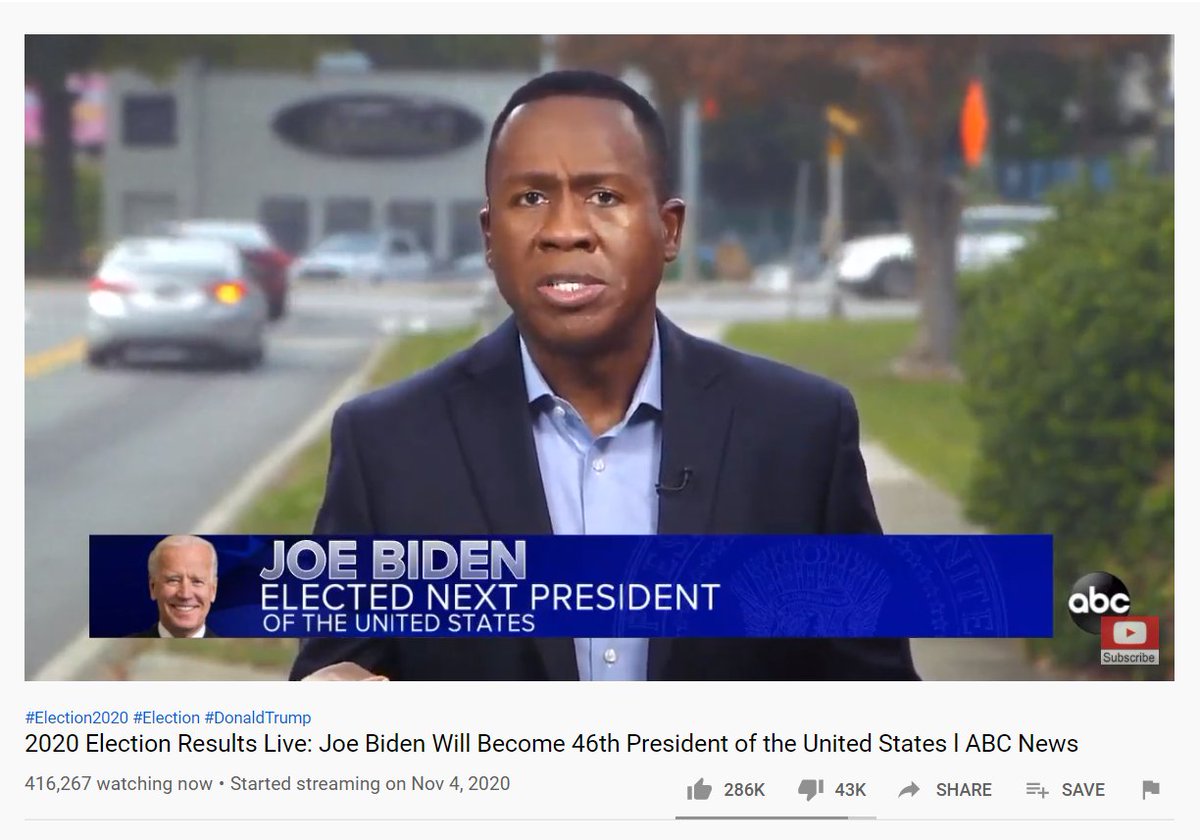 JOE BIDEN
ELECTED NEXT PRESIDENT
OF THE UNITED STATES
abc
Subscribe
#Election2020 #Election #DonaldTrump
2020 Election Results Live: Joe Biden Will Become 46th President of the United States l ABC News
416,267 watching now • Started streaming on Nov 4, 2020
286K
43K
SHARE
SAVE